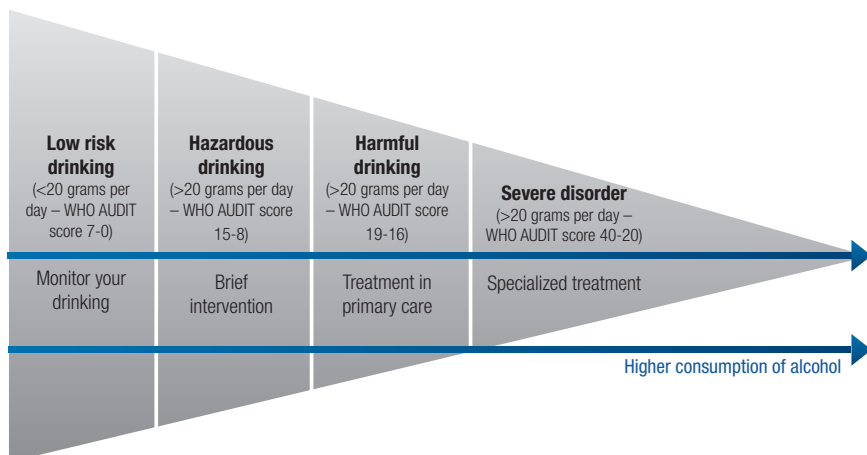 Low risk
drinking
(<20 grams per
day – WHO AUDIT
score 7-0)
Hazardous
drinking
(>20 grams per day
– WHO AUDIT score
15-8)
Harmful
drinking
(>20 grams per day
– WHO AUDIT score
19-16)
Severe disorder
(>20 grams per day –
WHO AUDIT score 40-20)
Monitor your
drinking
Brief
intervention
Treatment in
primary care
Specialized treatment
Higher consumption of alcohol